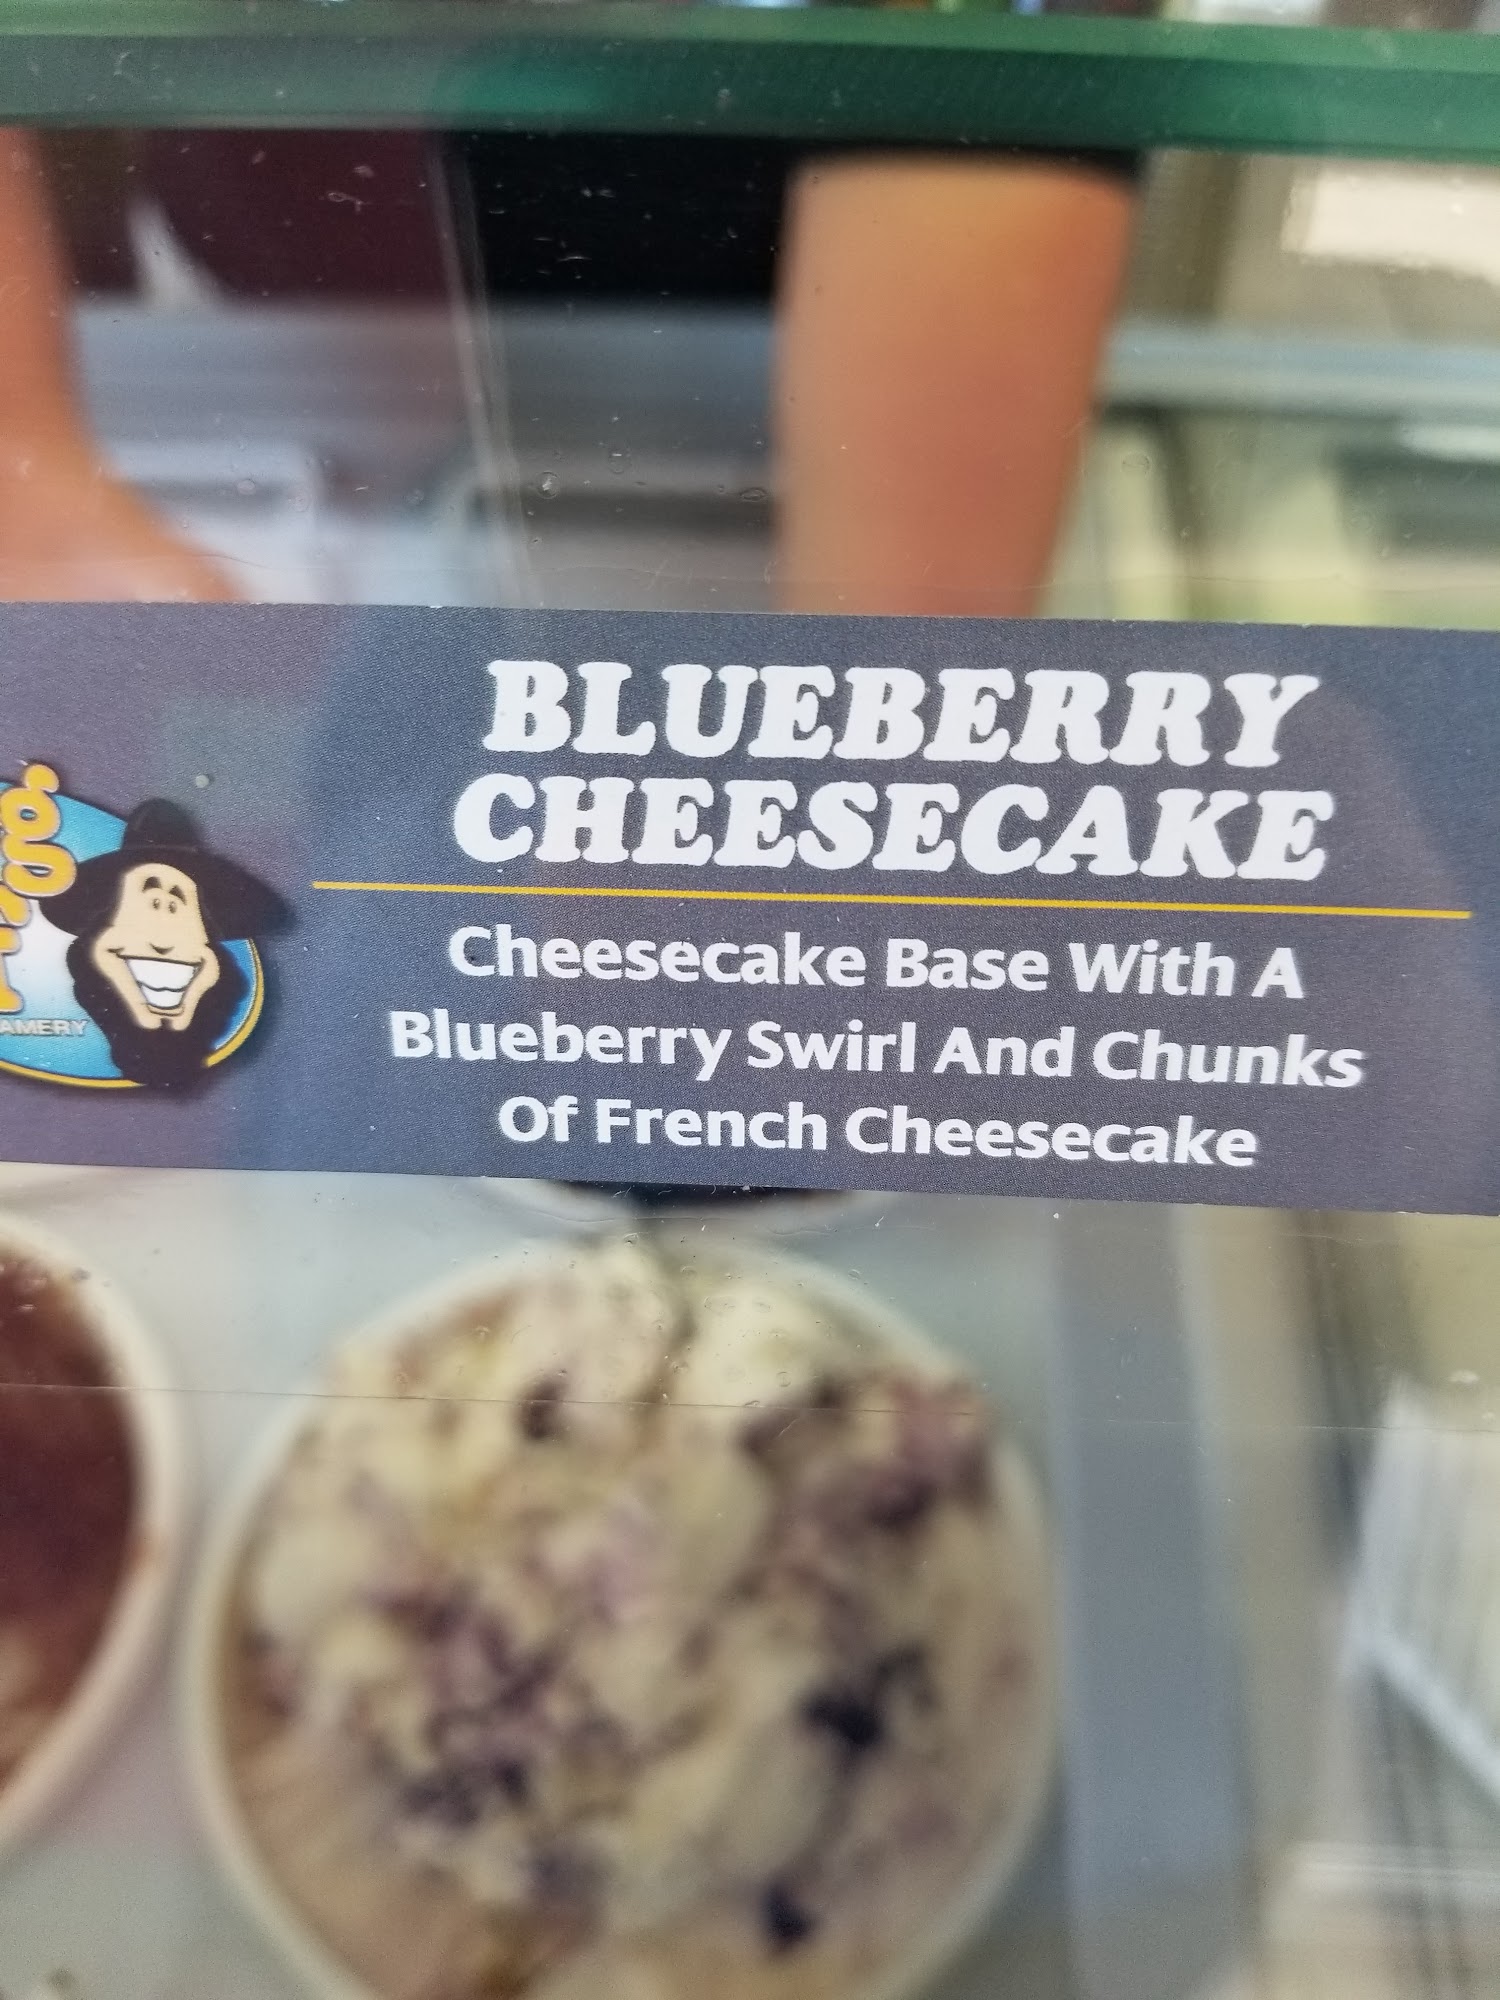 BLUEBERRY
CHEESECAKE
Cheesecake Base With A
Blueberry Swirl And Chunks
Of French Cheesecake